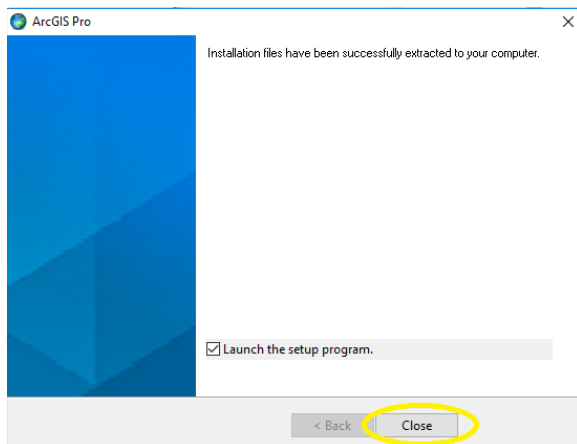 ArcGIS Pro
Installation files have been successfully extracted to your computer.
Launch the setup program.
< Back
Close